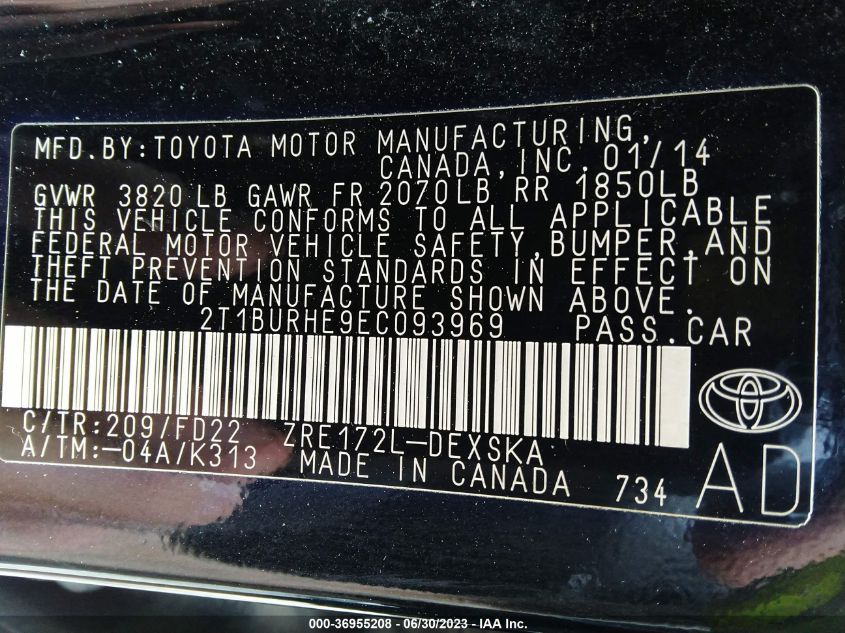 MFD.BY:TOYOTA MOTOR MANUFACTURING,
CANADA,INC.01/14
GVWR 3820 LB GAWR FR 2070LB RR 1850LB
THIS VEHICLE CONFORMS TO ALL APPLICABLE
FEDERAL MOTOR VEHICLE SAFETY,BUMPER,AND
THEFT PREVENTION STANDARDS IN EFFECT ON
THE DATE OF MANUFACTURE SHOWN ABOVE.
2T1BURHE9EC093969 PASS.CAR
C/TR:209/FD22 ZRE172L-DEXSKA
A/TM:-04A/K313 MADE IN CANADA 734 AD
000-36955208 - 06/30/2023 - IAA Inc.